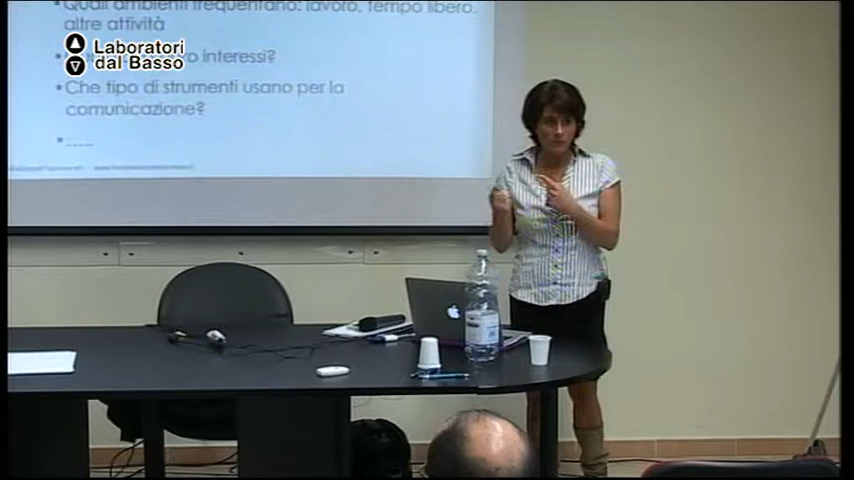 •Quali ambienti frequentano: lavoro, tempo libero,
altre attività
Laboratori
dal Basso
interessi?
•Che tipo di strumenti usano per la
comunicazione?
•.....